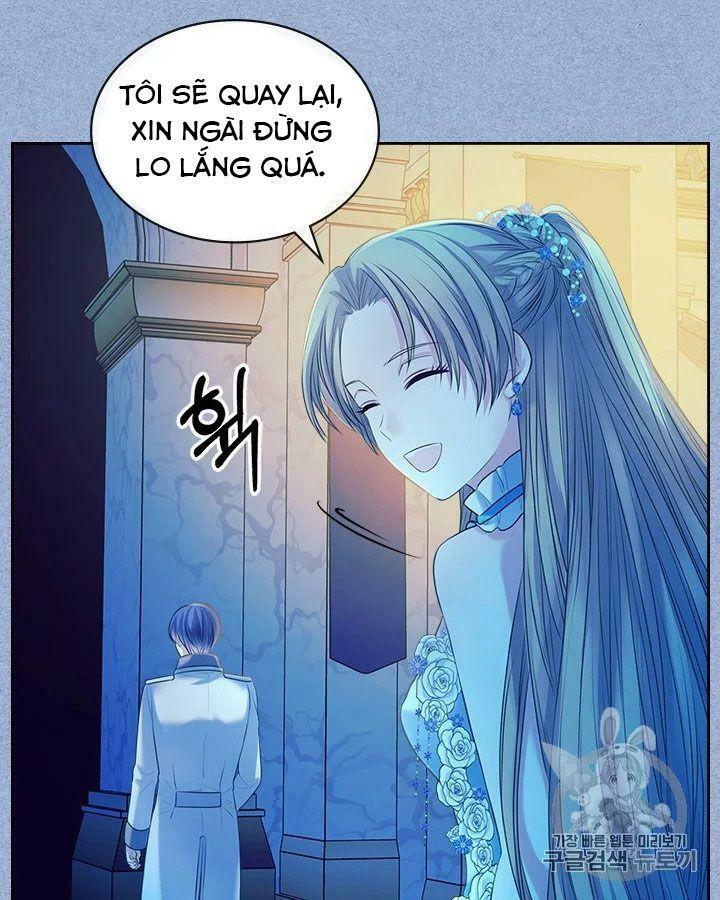 TÔI SẼ QUAY LẠI,
XIN NGÀI ĐỪNG
LO LẮNG QUÁ.
휙
가장 빠른 웹툰 미리보기
구글검색 뉴토끼